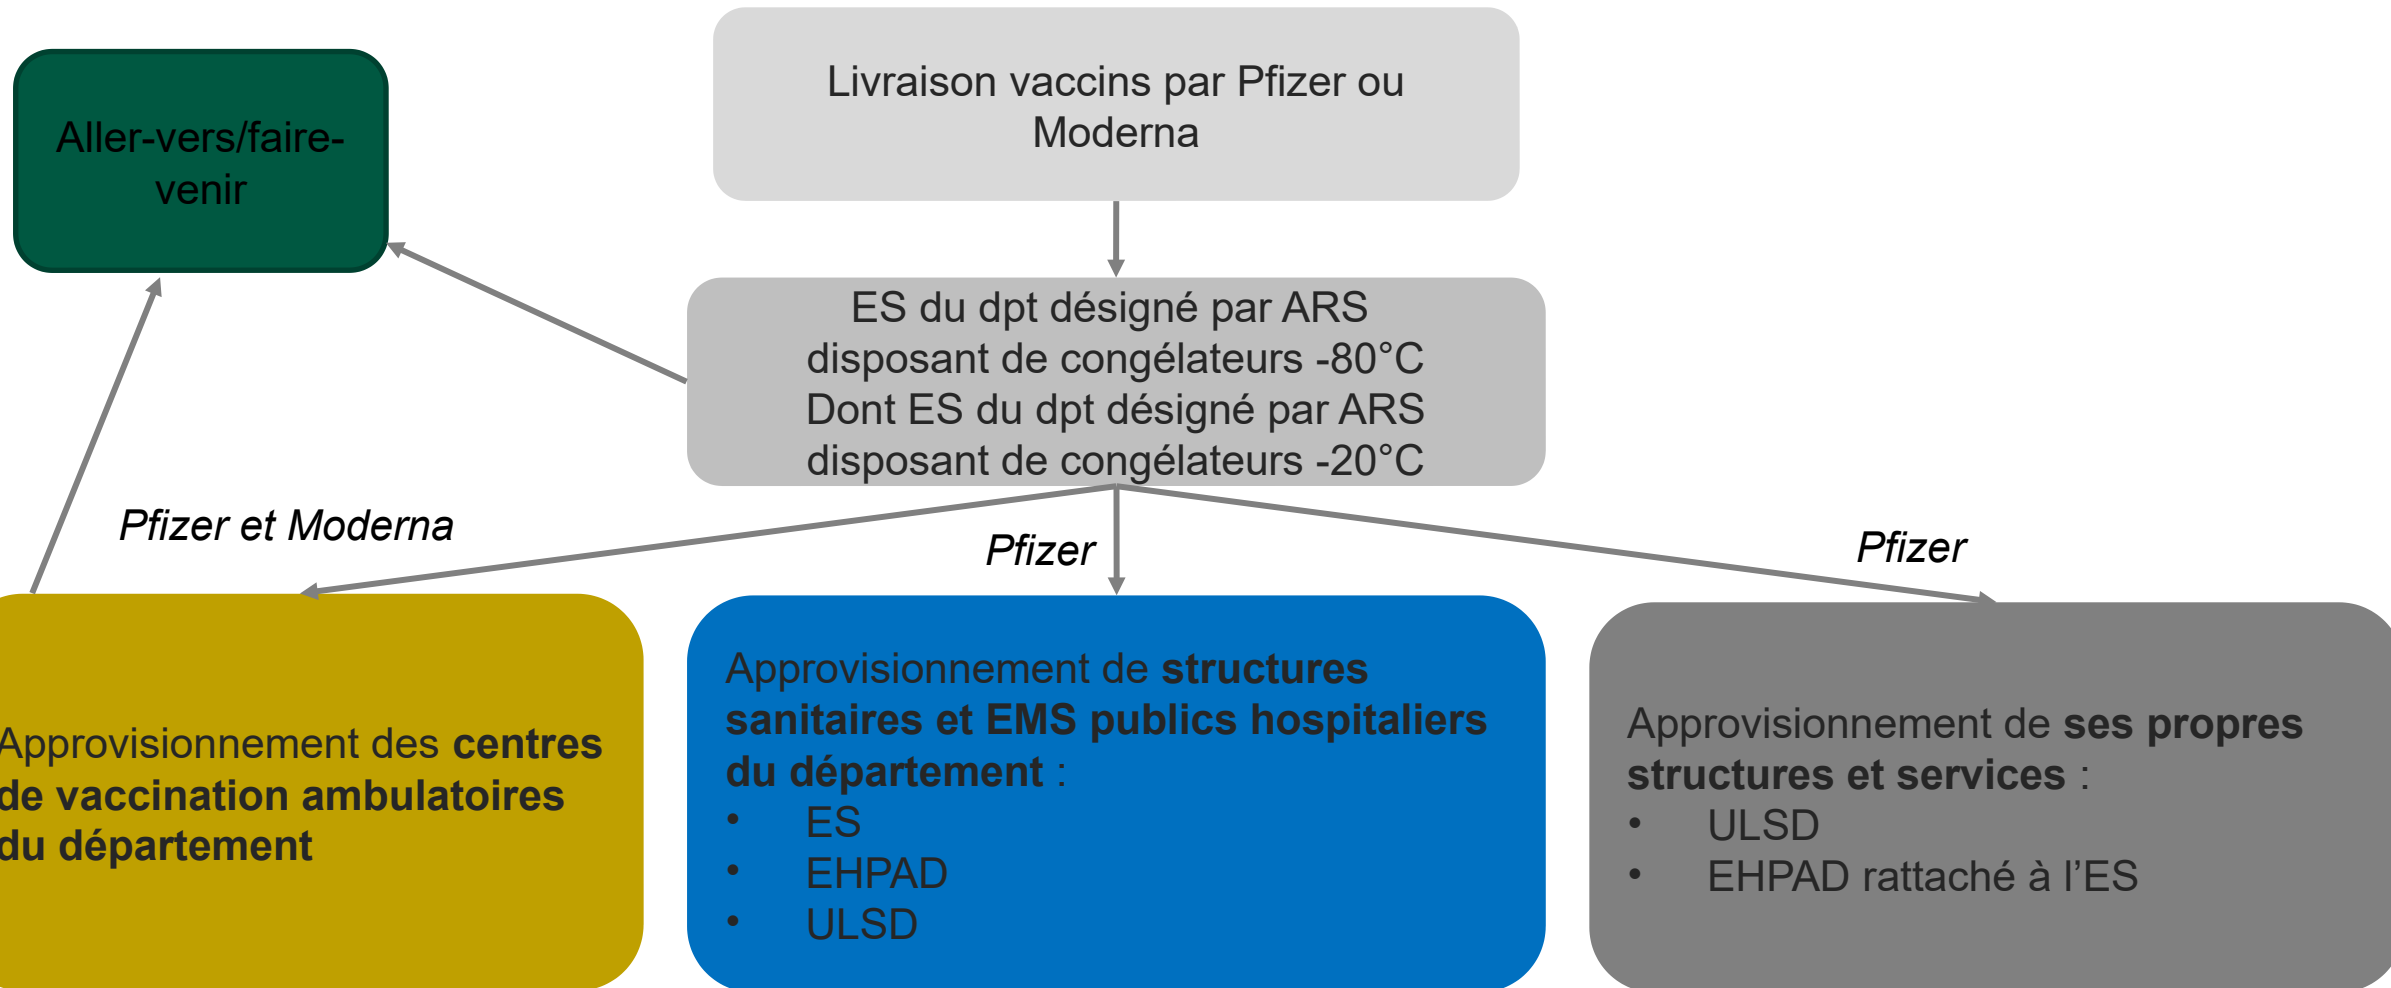 Livraison vaccins par Pfizer ou
Moderna
Aller-vers/faire-
venir
ES du dpt désigné par ARS
disposant de congélateurs -80°C
Dont ES du dpt désigné par ARS
disposant de congélateurs -20°C
Pfizer et Moderna
Pfizer
Pfizer
Approvisionnement des centres
de vaccination ambulatoires
du département
Approvisionnement de structures
sanitaires et EMS publics hospitaliers
du département :
• ES
• EHPAD
• ULSD
Approvisionnement de ses propres
structures et services :
• ULSD
• EHPAD rattaché à l’ES